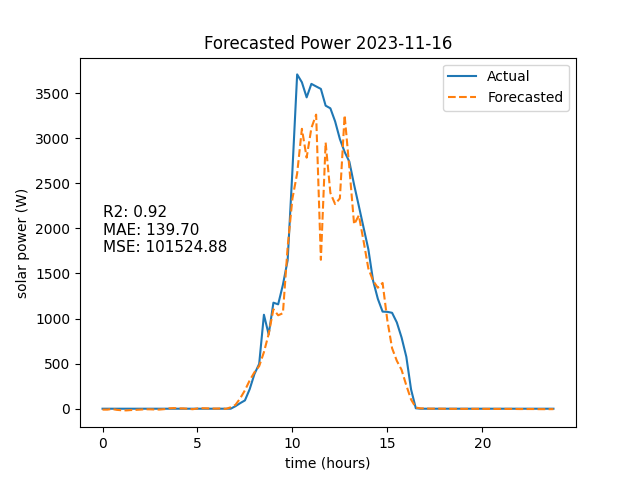 Forecasted Power 2023-11-16
Actual
Forecasted
3500
3000
2500
2000
1500
1000
500
0
solar power (W)
R2: 0.92
MAE: 139.70
MSE: 101524.88
0 5 10 15 20
time (hours)